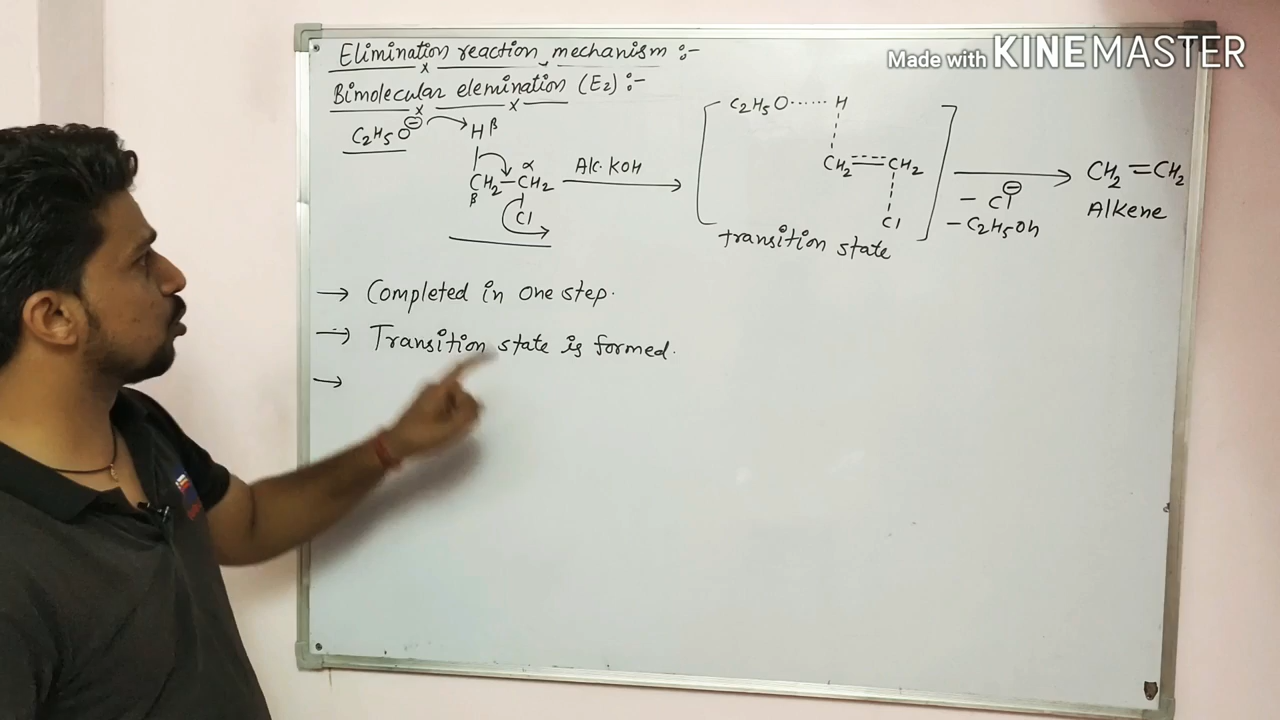 Made with KINEMASTER
Elimination reaction mechanism :-
Bimolecular elemination (E2) :-
C2H5O⊖
H β
α
CH2-CH2
β
Cl
Alc. KOH
C2H5O······H
CH2==CH2
Cl
transition state
- Cl⊖
- C2H5Oh
CH2=CH2
Alkene
→ Completed in one step.
→ Transition state is formed.
→